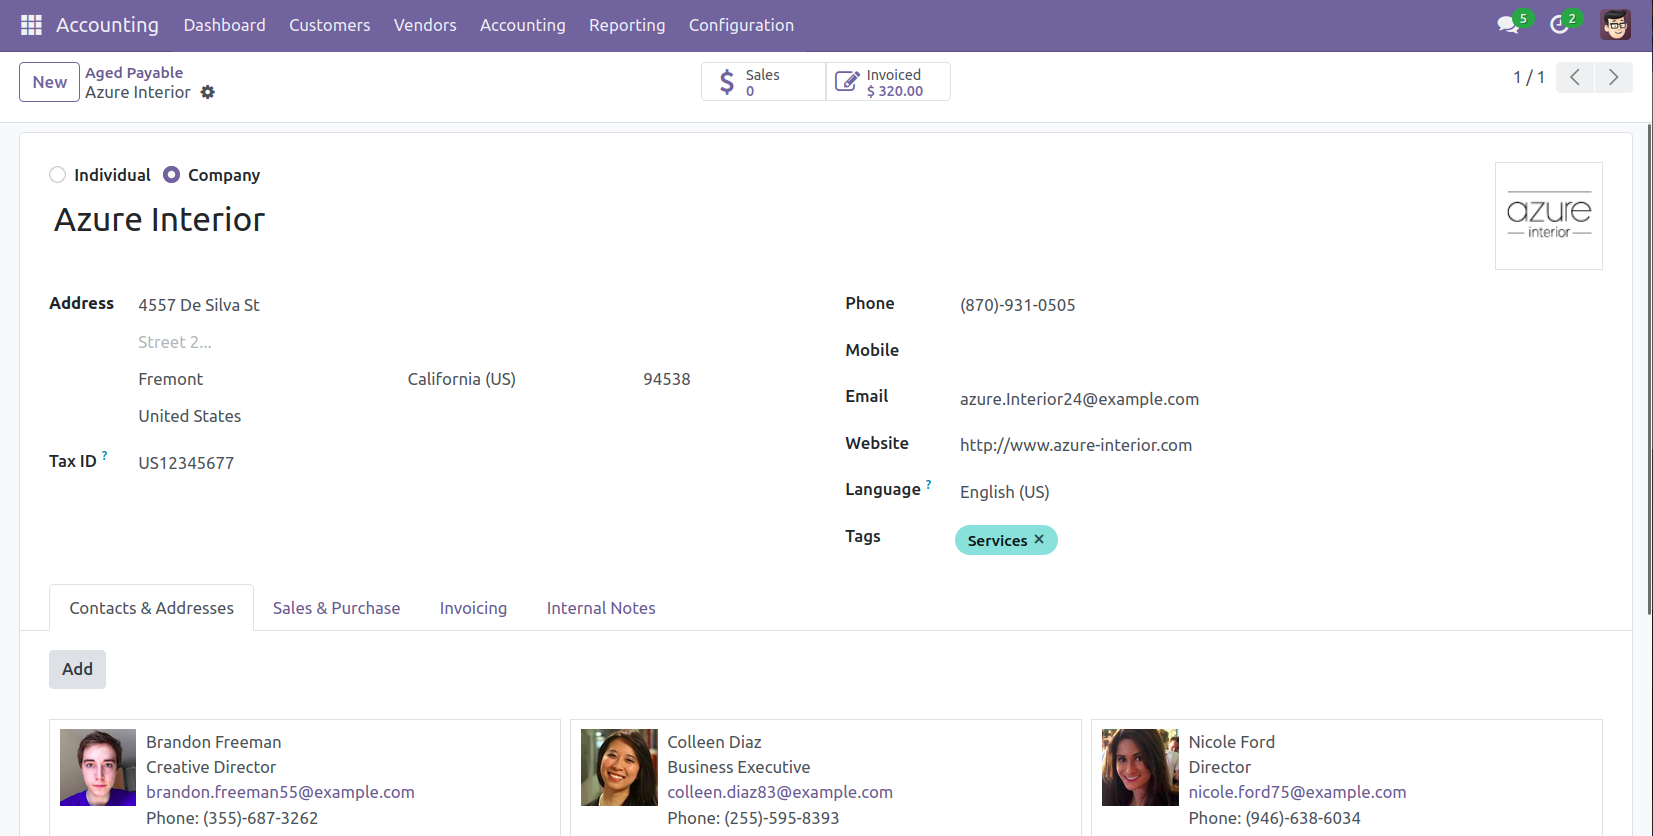 Accounting Dashboard Customers Vendors Accounting Reporting Configuration 5 2
New
Aged Payable
Azure Interior
Sales
0
Invoiced
$ 320.00
1 / 1
Individual Company
Azure Interior
azure
interior
Address 4557 De Silva St
Street 2...
Fremont California (US) 94538
United States
Tax ID ? US12345677
Phone (870)-931-0505
Mobile
Email azure.Interior24@example.com
Website http://www.azure-interior.com
Language ? English (US)
Tags Services ×
Contacts & Addresses Sales & Purchase Invoicing Internal Notes
Add
Brandon Freeman
Creative Director
brandon.freeman55@example.com
Phone: (355)-687-3262
Colleen Diaz
Business Executive
colleen.diaz83@example.com
Phone: (255)-595-8393
Nicole Ford
Director
nicole.ford75@example.com
Phone: (946)-638-6034